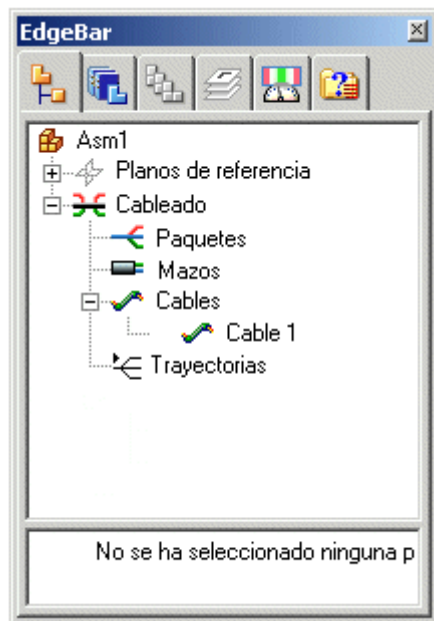 EdgeBar
Asm1
Planos de referencia
Cableado
Paquetes
Mazos
Cables
Cable 1
Trayectorias
No se ha seleccionado ninguna p